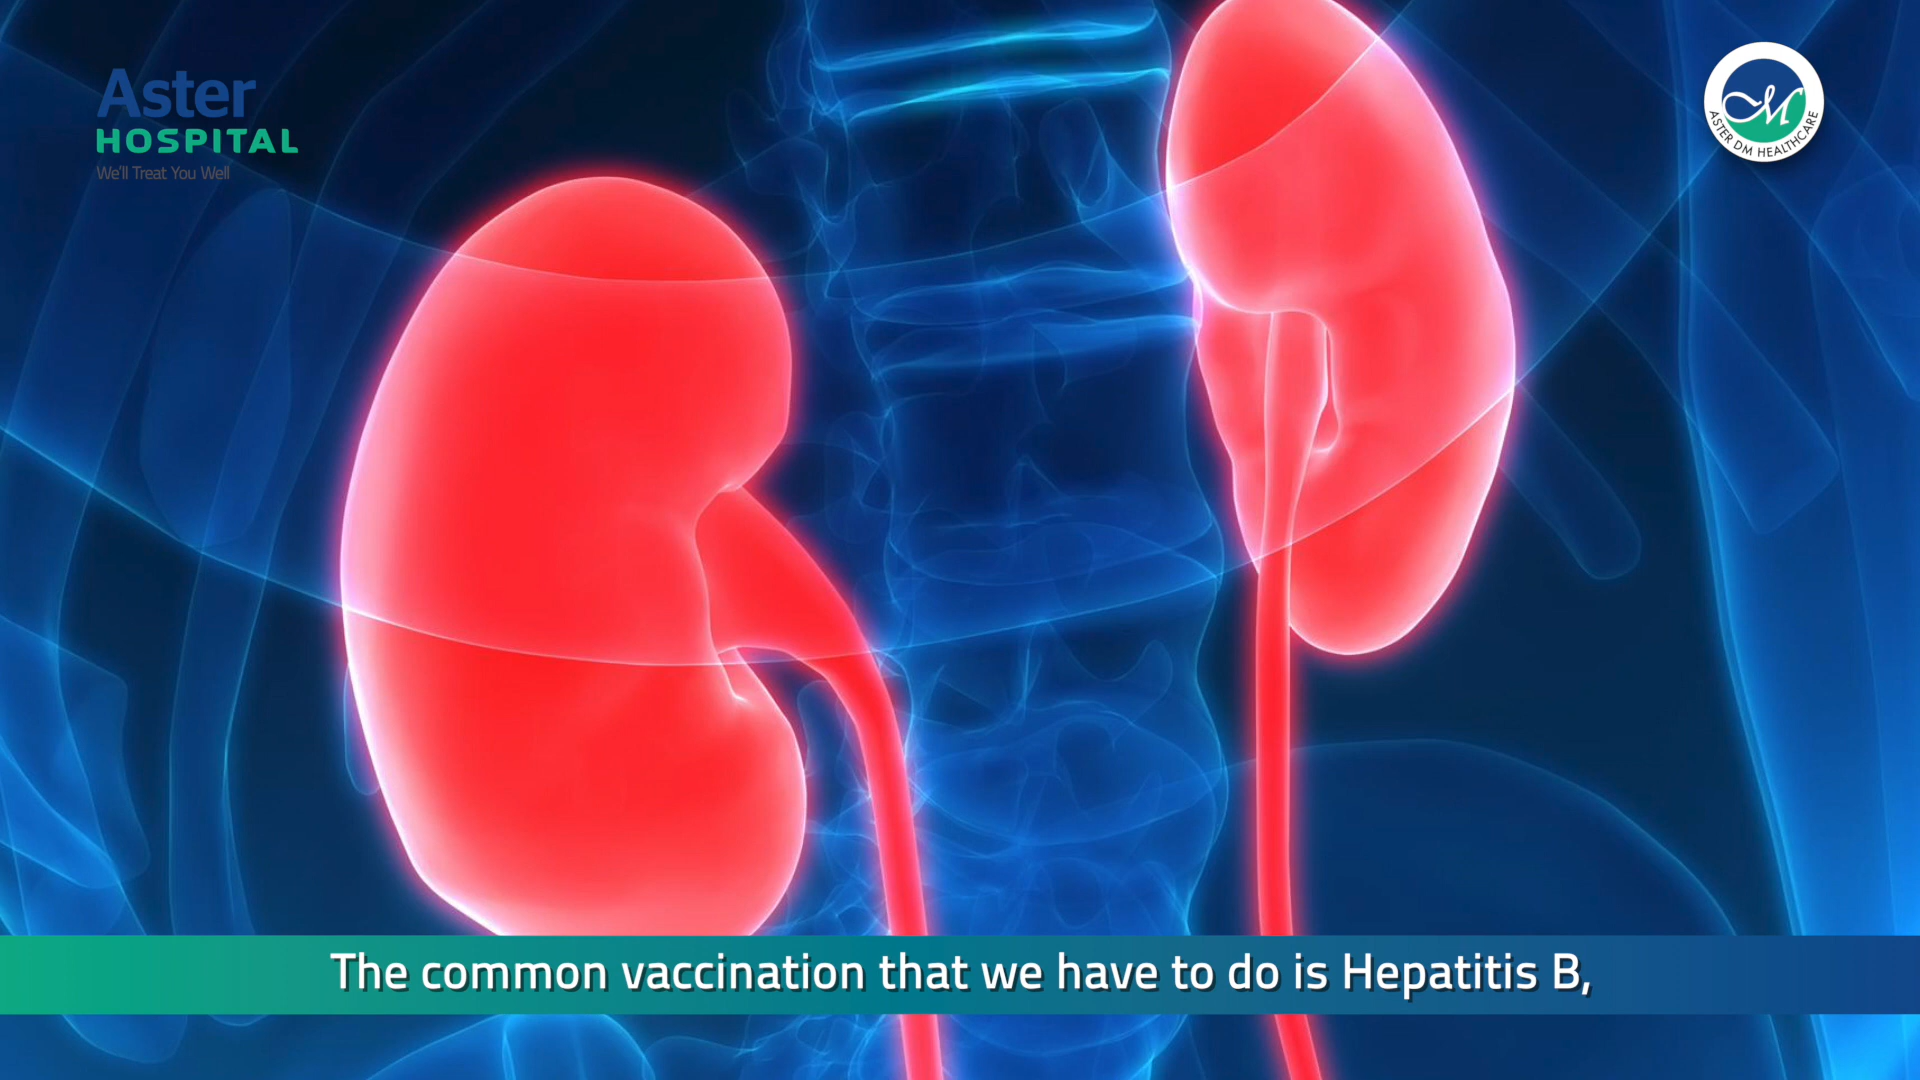 Aster
HOSPITAL
We'll Treat You Well
ASTER DM HEALTHCARE
The common vaccination that we have to do is Hepatitis B,